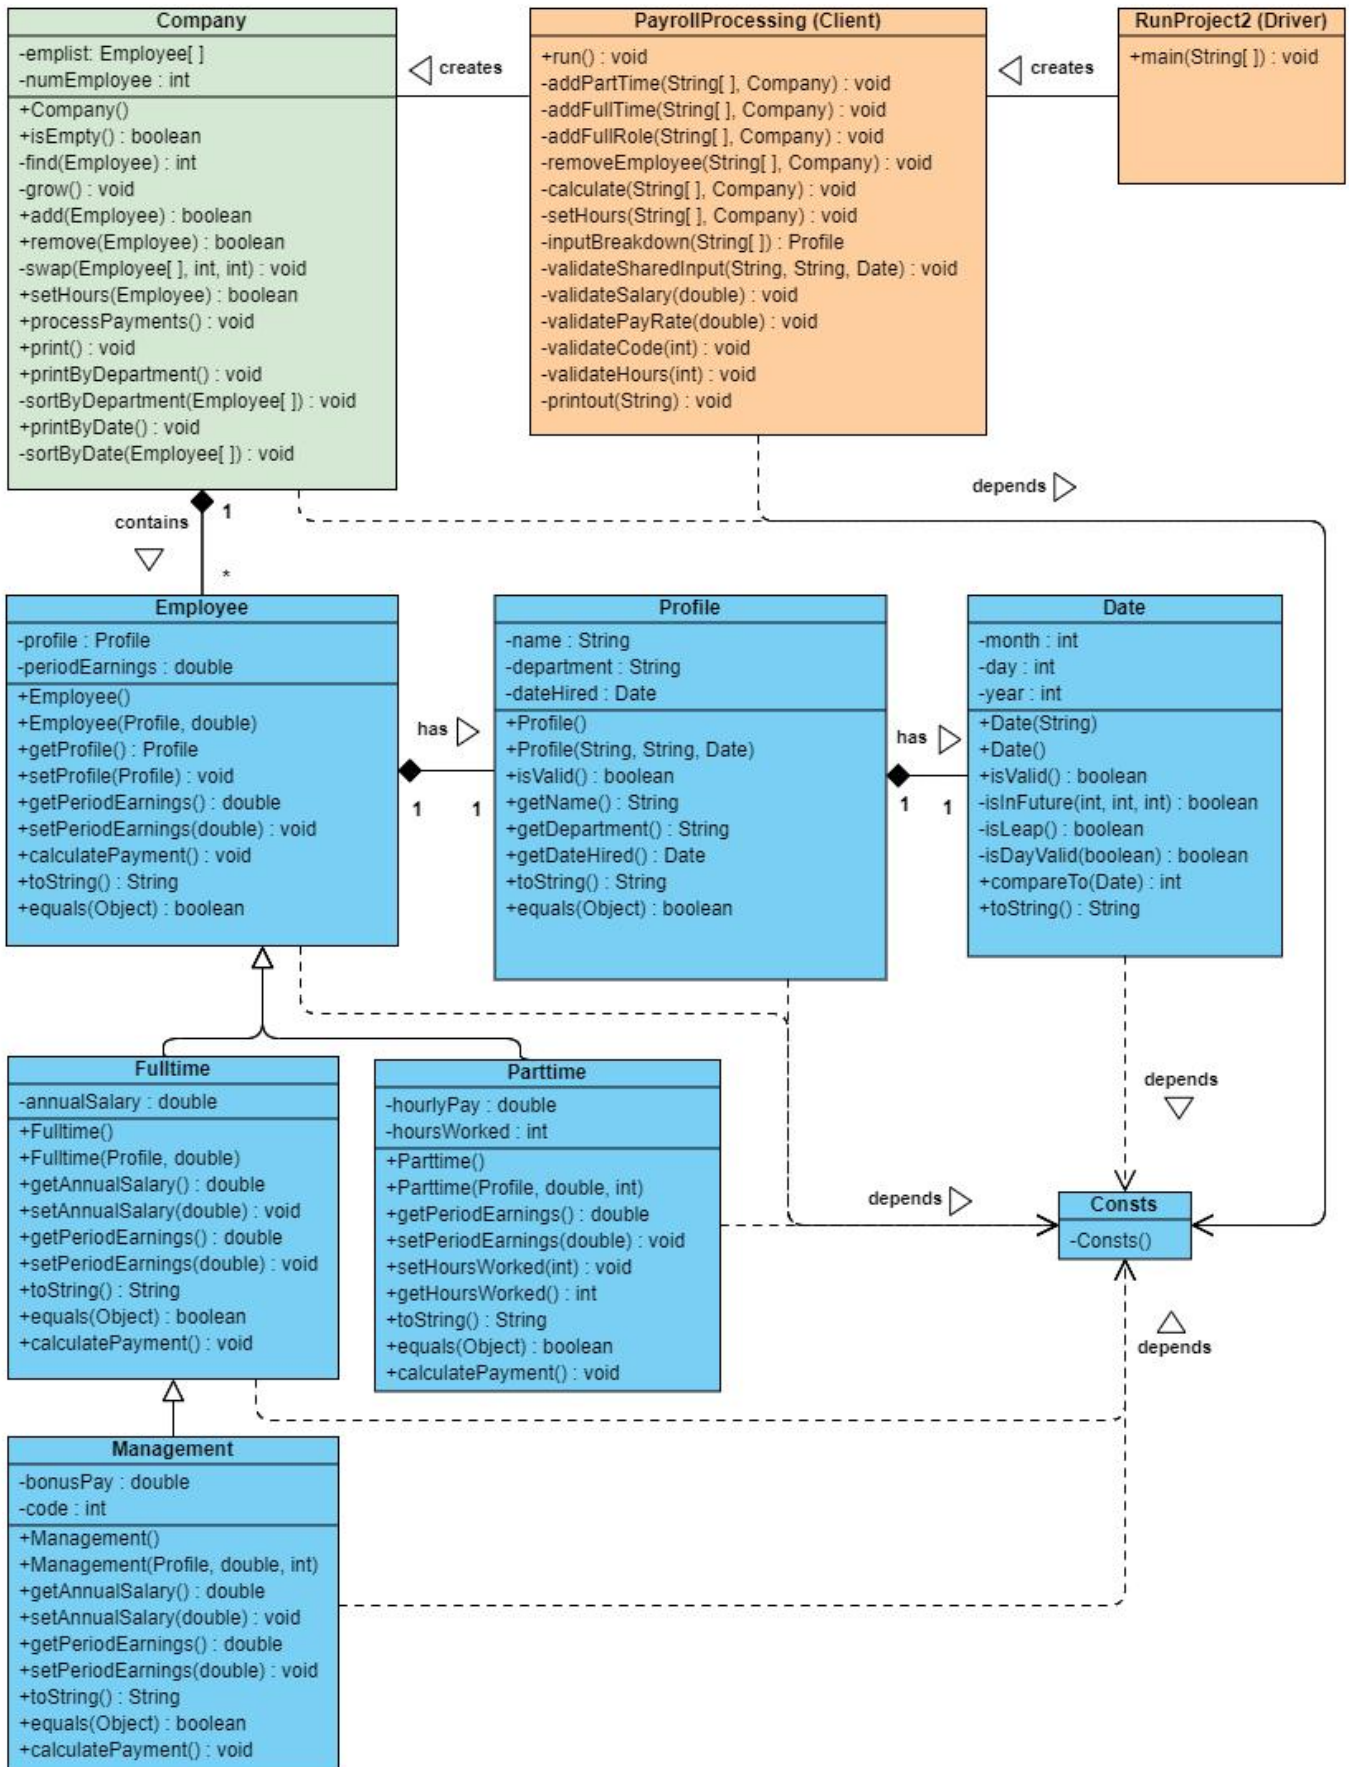 Company
-emplist: Employee[ ]
-numEmployee : int
+Company()
+isEmpty() : boolean
-find(Employee) : int
-grow() : void
+add(Employee) : boolean
+remove(Employee) : boolean
-swap(Employee[ ], int, int) : void
+setHours(Employee) : boolean
+processPayments() : void
+print() : void
+printByDepartment() : void
-sortByDepartment(Employee[ ]) : void
+printByDate() : void
-sortByDate(Employee[ ]) : void
creates
PayrollProcessing (Client)
+run() : void
-addPartTime(String[ ], Company) : void
-addFullTime(String[ ], Company) : void
-addFullRole(String[ ], Company) : void
-removeEmployee(String[ ], Company) : void
-calculate(String[ ], Company) : void
-setHours(String[ ], Company) : void
-inputBreakdown(String[ ]) : Profile
-validateSharedInput(String, String, Date) : void
-validateSalary(double) : void
-validatePayRate(double) : void
-validateCode(int) : void
-validateHours(int) : void
-printout(String) : void
creates
RunProject2 (Driver)
+main(String[ ]) : void
depends
contains
1
*
Employee
-profile : Profile
-periodEarnings : double
+Employee()
+Employee(Profile, double)
+getProfile() : Profile
+setProfile(Profile) : void
+getPeriodEarnings() : double
+setPeriodEarnings(double) : void
+calculatePayment() : void
+toString() : String
+equals(Object) : boolean
has
1
1
Profile
-name : String
-department : String
-dateHired : Date
+Profile()
+Profile(String, String, Date)
+isValid() : boolean
+getName() : String
+getDepartment() : String
+getDateHired() : Date
+toString() : String
+equals(Object) : boolean
has
1
1
Date
-month : int
-day : int
-year : int
+Date(String)
+Date()
+isValid() : boolean
-isInFuture(int, int, int) : boolean
-isLeap() : boolean
-isDayValid(boolean) : boolean
+compareTo(Date) : int
+toString() : String
Fulltime
-annualSalary : double
+Fulltime()
+Fulltime(Profile, double)
+getAnnualSalary() : double
+setAnnualSalary(double) : void
+getPeriodEarnings() : double
+setPeriodEarnings(double) : void
+toString() : String
+equals(Object) : boolean
+calculatePayment() : void
Parttime
-hourlyPay : double
-hoursWorked : int
+Parttime()
+Parttime(Profile, double, int)
+getPeriodEarnings() : double
+setPeriodEarnings(double) : void
+setHoursWorked(int) : void
+getHoursWorked() : int
+toString() : String
+equals(Object) : boolean
+calculatePayment() : void
depends
depends
Consts
-Consts()
depends
Management
-bonusPay : double
-code : int
+Management()
+Management(Profile, double, int)
+getAnnualSalary() : double
+setAnnualSalary(double) : void
+getPeriodEarnings() : double
+setPeriodEarnings(double) : void
+toString() : String
+equals(Object) : boolean
+calculatePayment() : void